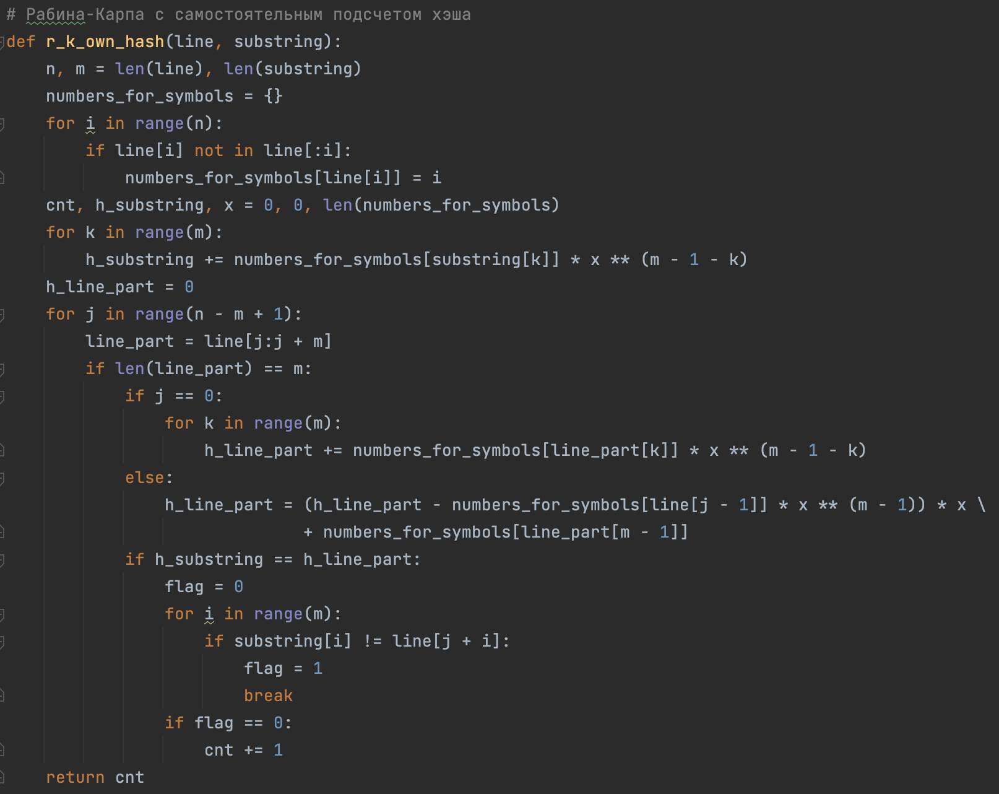 # Рабина-Карпа с самостоятельным подсчетом хэша
def r_k_own_hash(line, substring):
    n, m = len(line), len(substring)
    numbers_for_symbols = {}
    for i in range(n):
        if line[i] not in line[:i]:
            numbers_for_symbols[line[i]] = i
    cnt, h_substring, x = 0, 0, len(numbers_for_symbols)
    for k in range(m):
        h_substring += numbers_for_symbols[substring[k]] * x ** (m - 1 - k)
    h_line_part = 0
    for j in range(n - m + 1):
        line_part = line[j:j + m]
        if len(line_part) == m:
            if j == 0:
                for k in range(m):
                    h_line_part += numbers_for_symbols[line_part[k]] * x ** (m - 1 - k)
            else:
                h_line_part = (h_line_part - numbers_for_symbols[line[j - 1]] * x ** (m - 1)) * x \
                              + numbers_for_symbols[line_part[m - 1]]
            if h_substring == h_line_part:
                flag = 0
                for i in range(m):
                    if substring[i] != line[j + i]:
                        flag = 1
                        break
                if flag == 0:
                    cnt += 1
    return cnt